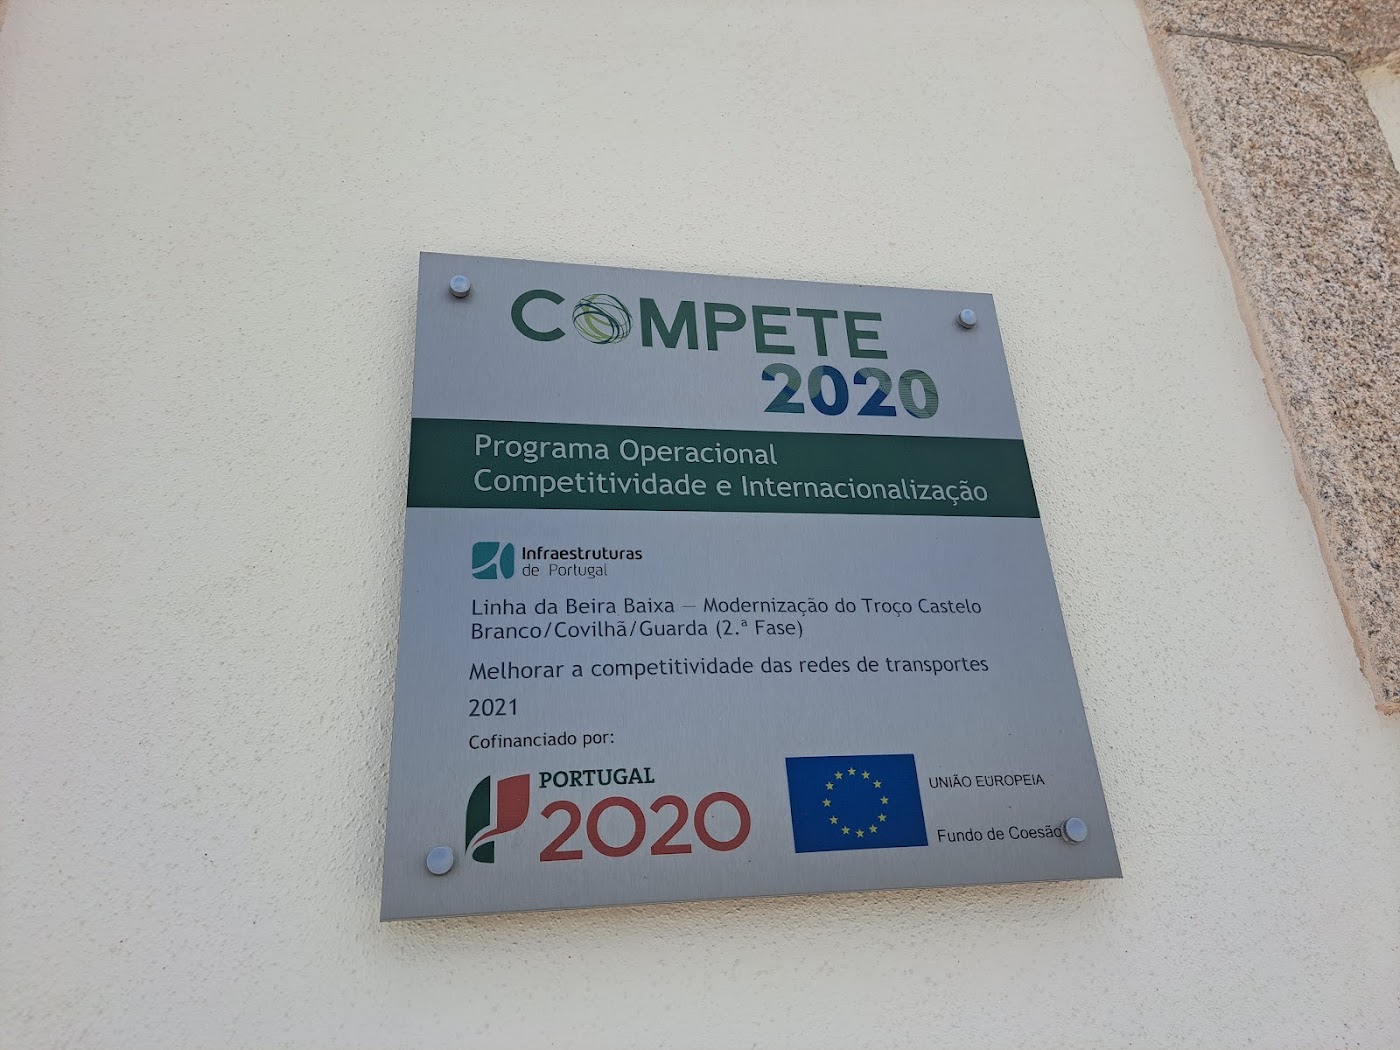 COMPETE
2020
Programa Operacional
Competitividade e Internacionalização
Infraestruturas
de Portugal
Linha da Beira Baixa — Modernização do Troço Castelo
Branco/Covilhã/Guarda (2.ª Fase)
Melhorar a competitividade das redes de transportes
2021
Cofinanciado por:
PORTUGAL
2020
UNIÃO EUROPEIA
Fundo de Coesão